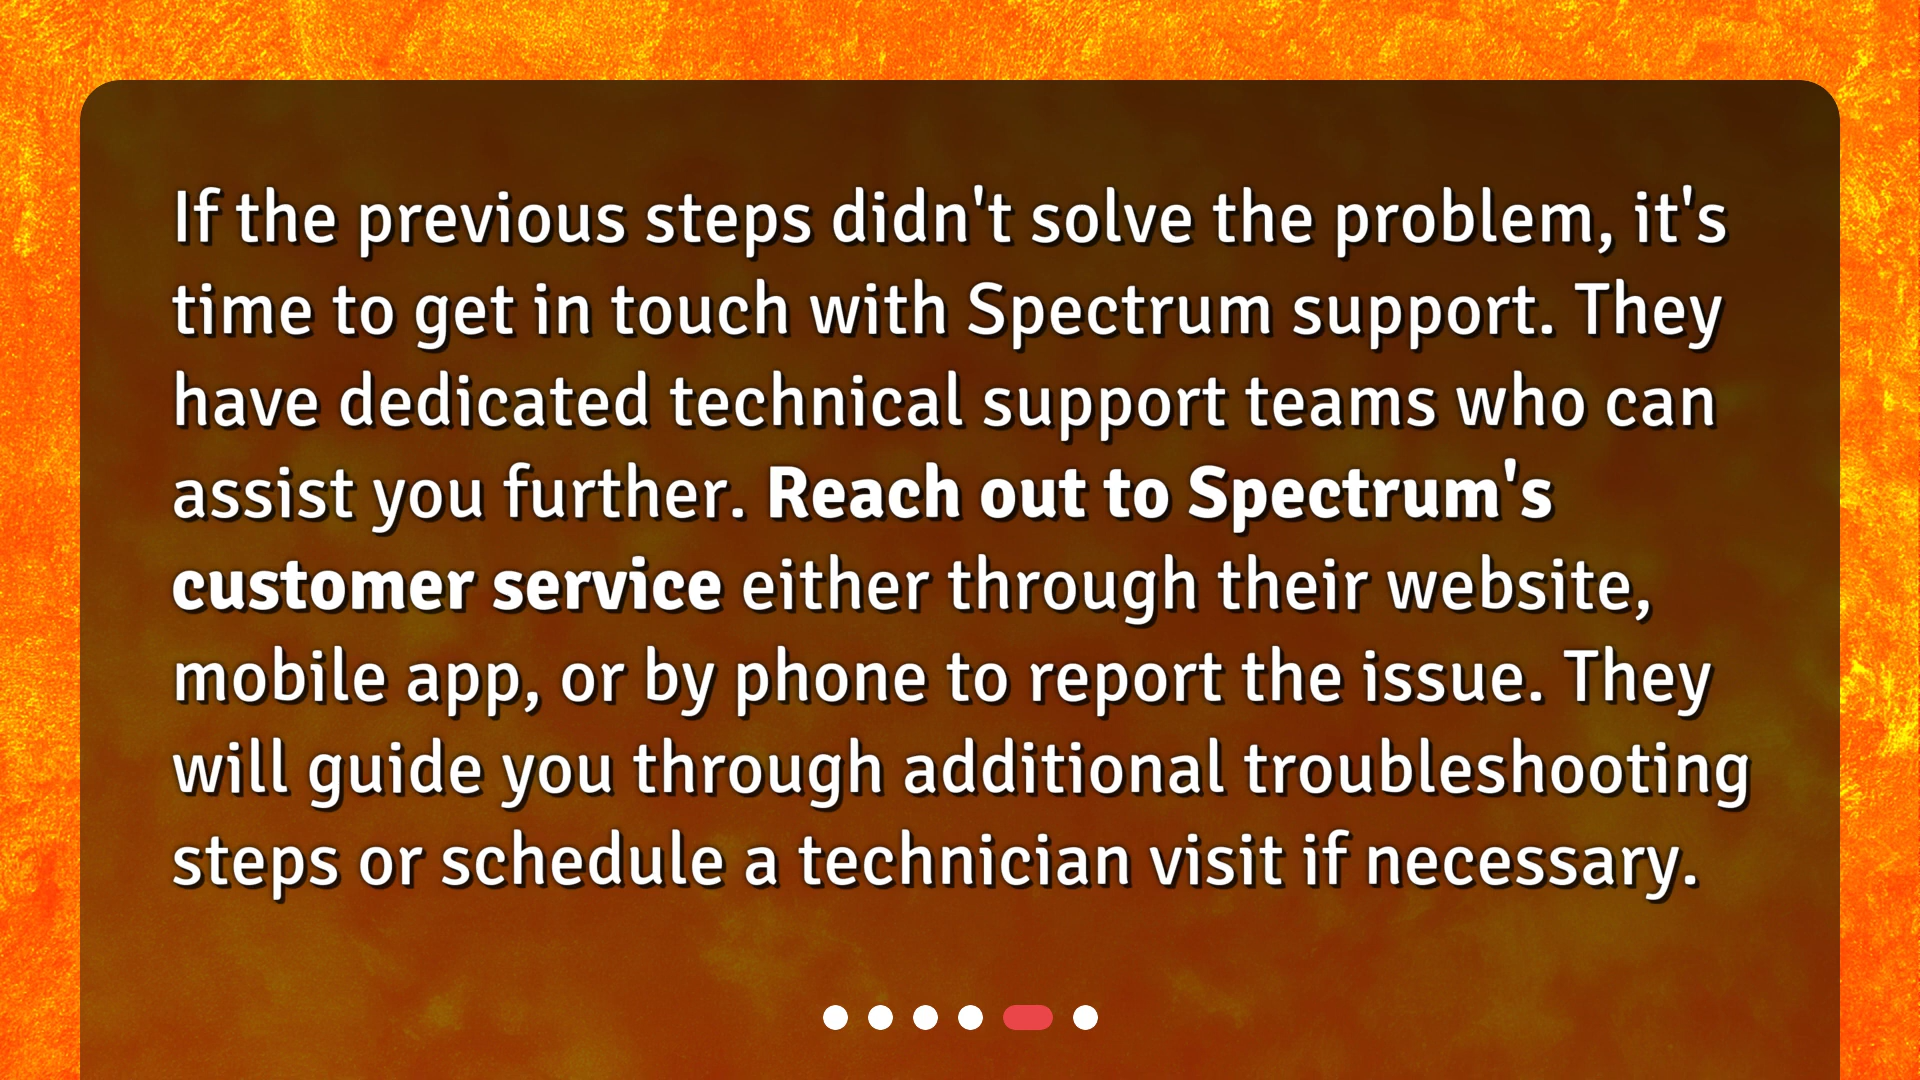 If the previous steps didn't solve the problem, it's
time to get in touch with Spectrum support. They
have dedicated technical support teams who can
assist you further. Reach out to Spectrum's
customer service either through their website,
mobile app, or by phone to report the issue. They
will guide you through additional troubleshooting
steps or schedule a technician visit if necessary.